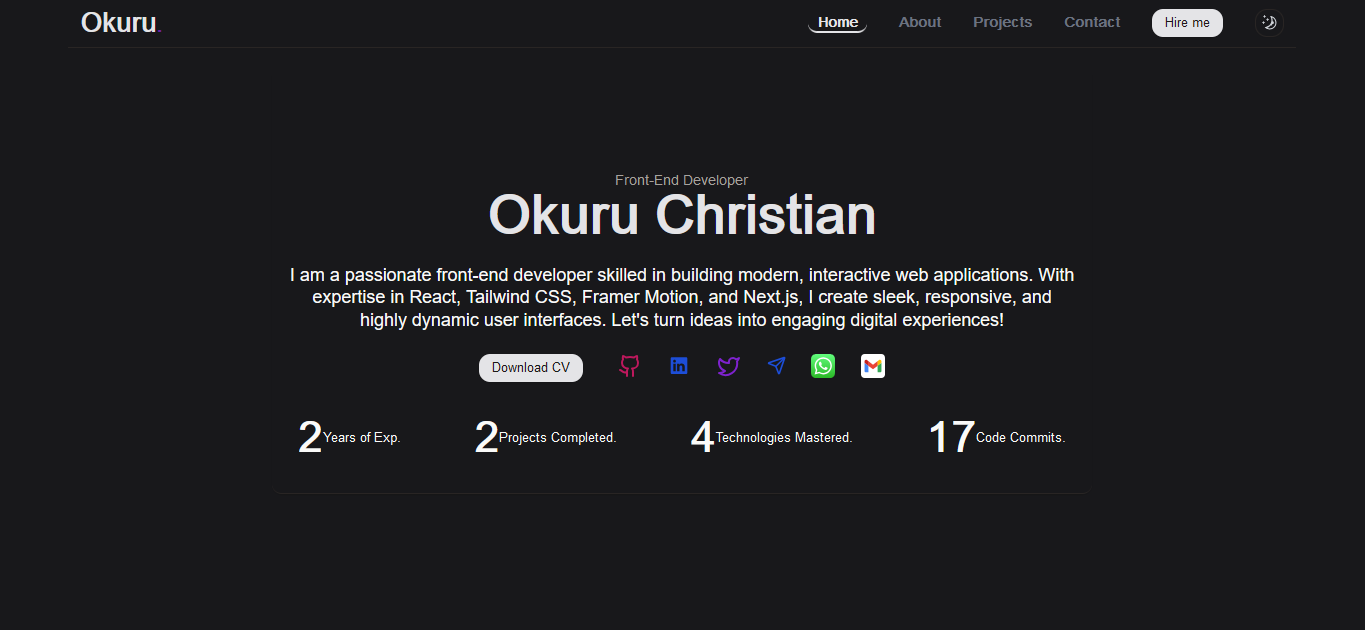 Okuru.
Home About Projects Contact Hire me
Front-End Developer
Okuru Christian
I am a passionate front-end developer skilled in building modern, interactive web applications. With
expertise in React, Tailwind CSS, Framer Motion, and Next.js, I create sleek, responsive, and
highly dynamic user interfaces. Let's turn ideas into engaging digital experiences!
Download CV
2 Years of Exp.
2 Projects Completed.
4 Technologies Mastered.
17 Code Commits.